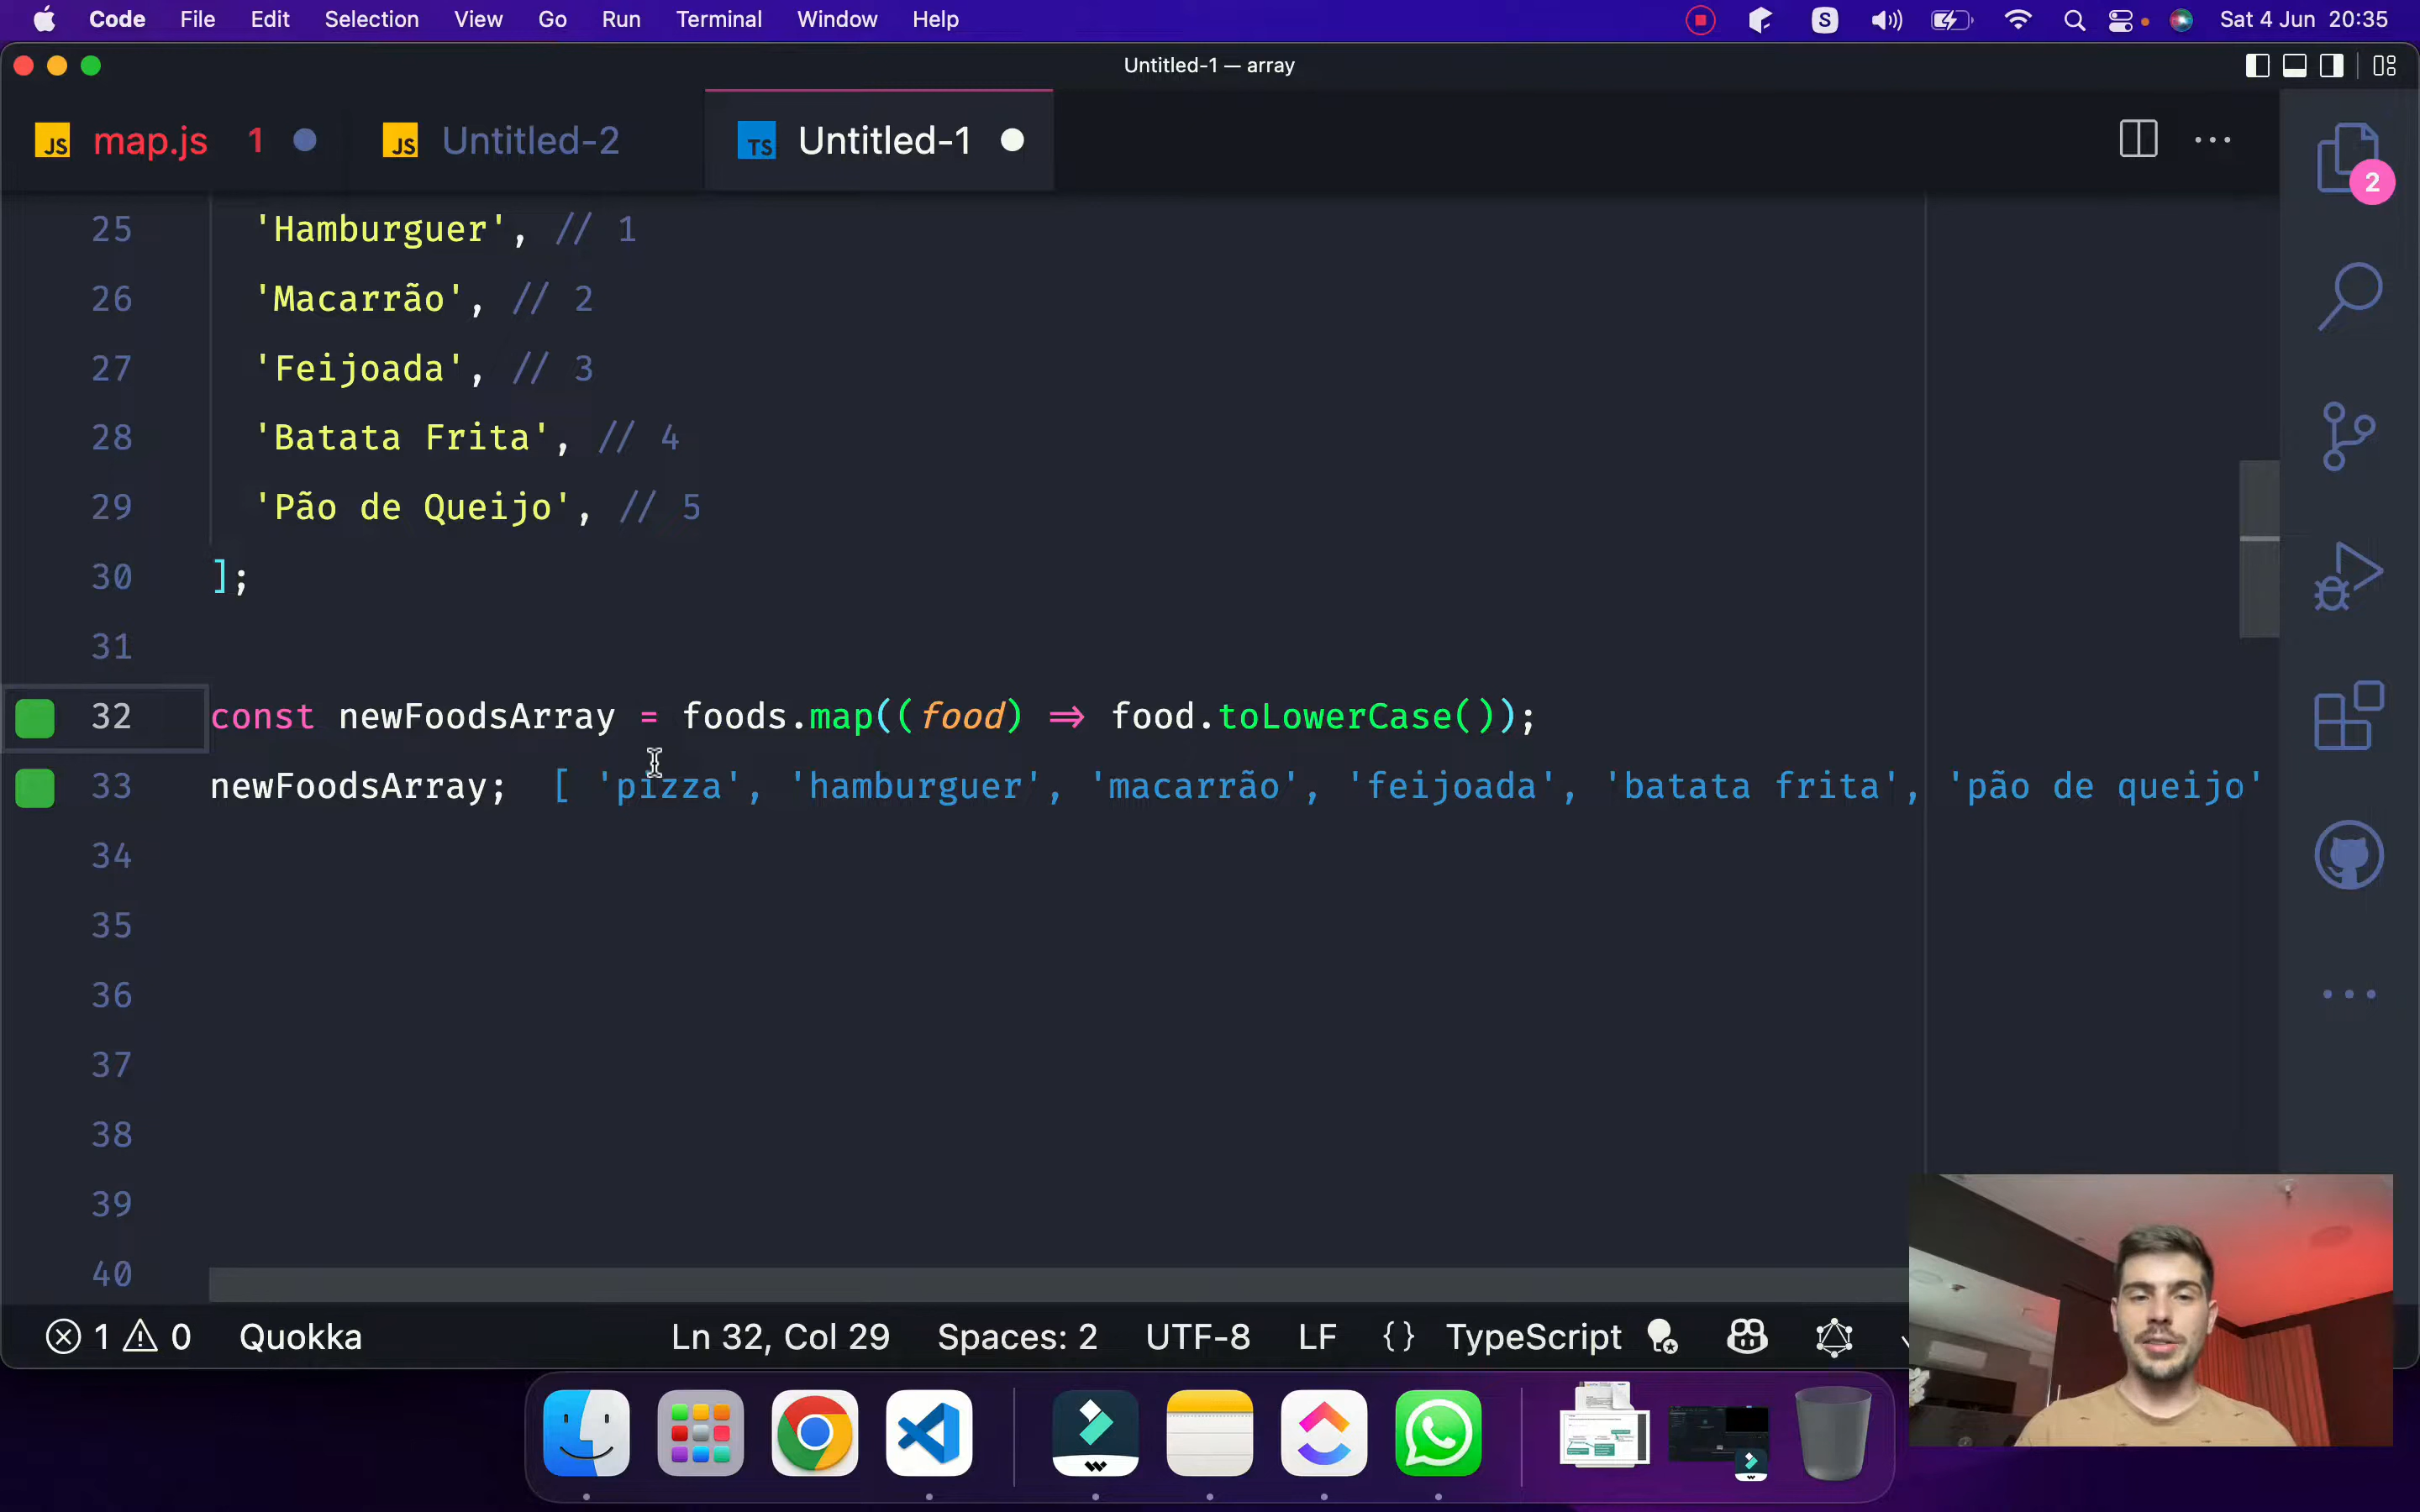 Code File Edit Selection View Go Run Terminal Window Help S Sat 4 Jun 20:35
Untitled-1 — array
JS map.js 1 JS Untitled-2 TS Untitled-1
2
25 'Hamburguer', // 1
26 'Macarrão', // 2
27 'Feijoada', // 3
28 'Batata Frita', // 4
29 'Pão de Queijo', // 5
30 ];
31
32 const newFoodsArray = foods.map((food) ⇒ food.toLowerCase());
33 newFoodsArray; [ 'pizza', 'hamburguer', 'macarrão', 'feijoada', 'batata frita', 'pão de queijo'
34
35
36
37
38
39
40
1 0 Quokka Ln 32, Col 29 Spaces: 2 UTF-8 LF {} TypeScript